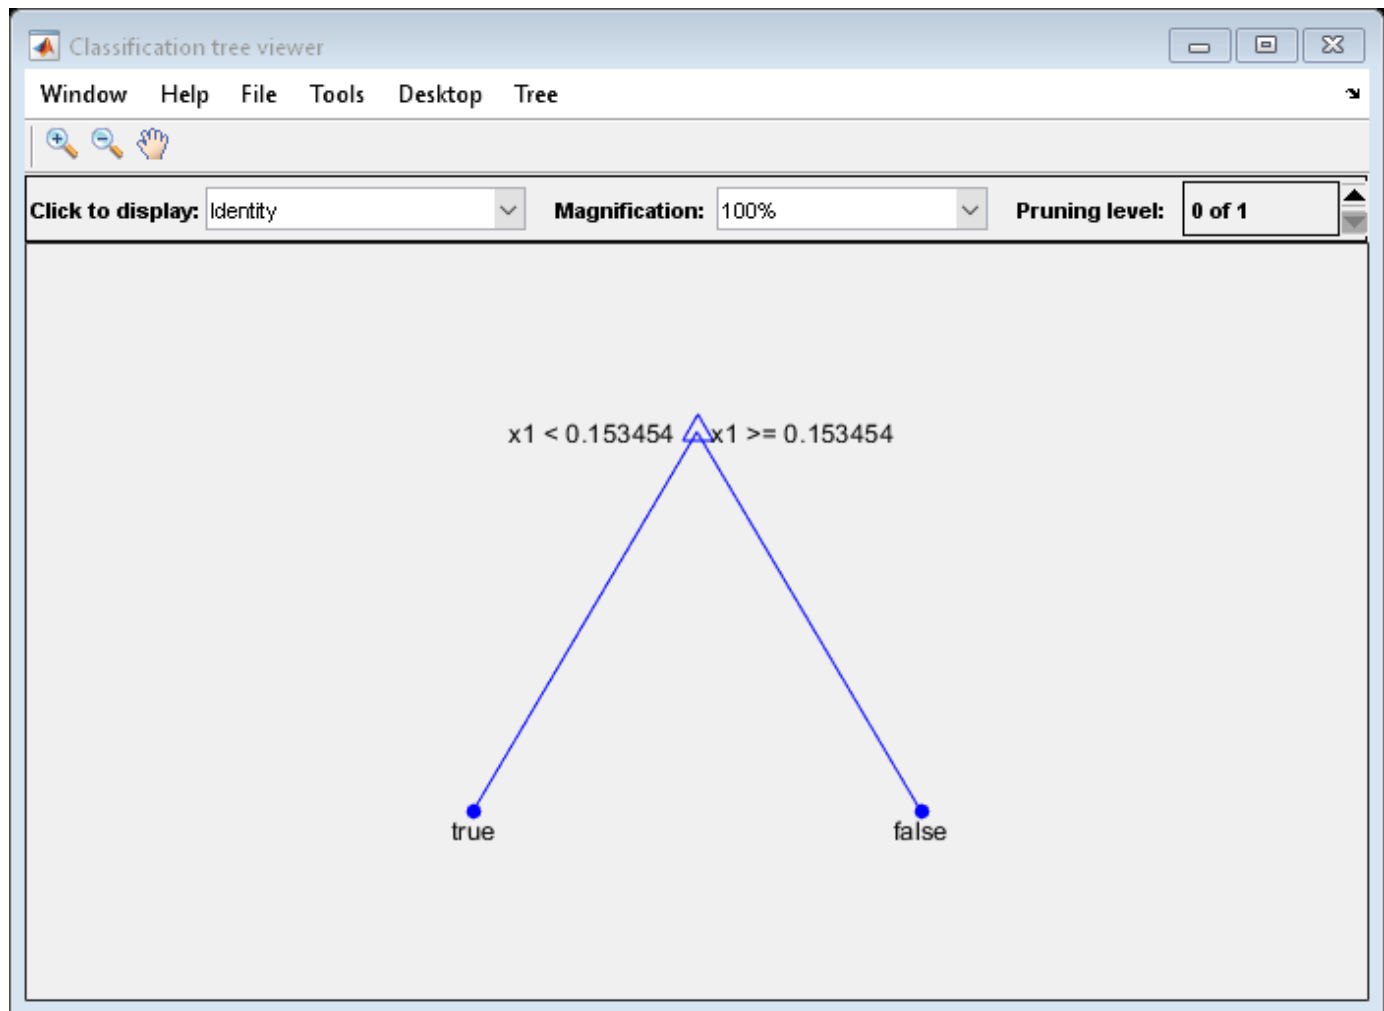 Classification tree viewer
Window Help File Tools Desktop Tree
Click to display: Identity Magnification: 100% Pruning level: 0 of 1
x1 < 0.153454 x1 >= 0.153454
true false